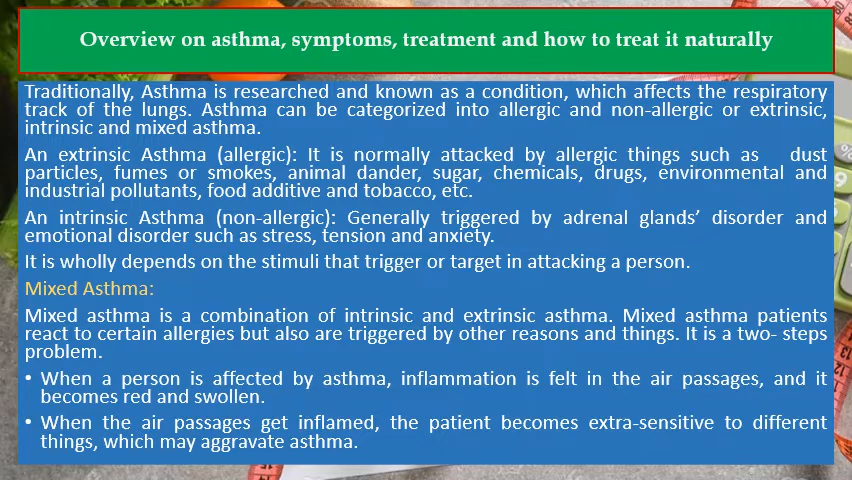 Overview on asthma, symptoms, treatment and how to treat it naturally
Traditionally, Asthma is researched and known as a condition, which affects the respiratory
track of the lungs. Asthma can be categorized into allergic and non-allergic or extrinsic,
intrinsic and mixed asthma.
An extrinsic Asthma (allergic): It is normally attacked by allergic things such as dust
particles, fumes or smokes, animal dander, sugar, chemicals, drugs, environmental and
industrial pollutants, food additive and tobacco, etc.
An intrinsic Asthma (non-allergic): Generally triggered by adrenal glands’ disorder and
emotional disorder such as stress, tension and anxiety.
It is wholly depends on the stimuli that trigger or target in attacking a person.
Mixed Asthma:
Mixed asthma is a combination of intrinsic and extrinsic asthma. Mixed asthma patients
react to certain allergies but also are triggered by other reasons and things. It is a two- steps
problem.
• When a person is affected by asthma, inflammation is felt in the air passages, and it
becomes red and swollen.
• When the air passages get inflamed, the patient becomes extra-sensitive to different
things, which may aggravate asthma.